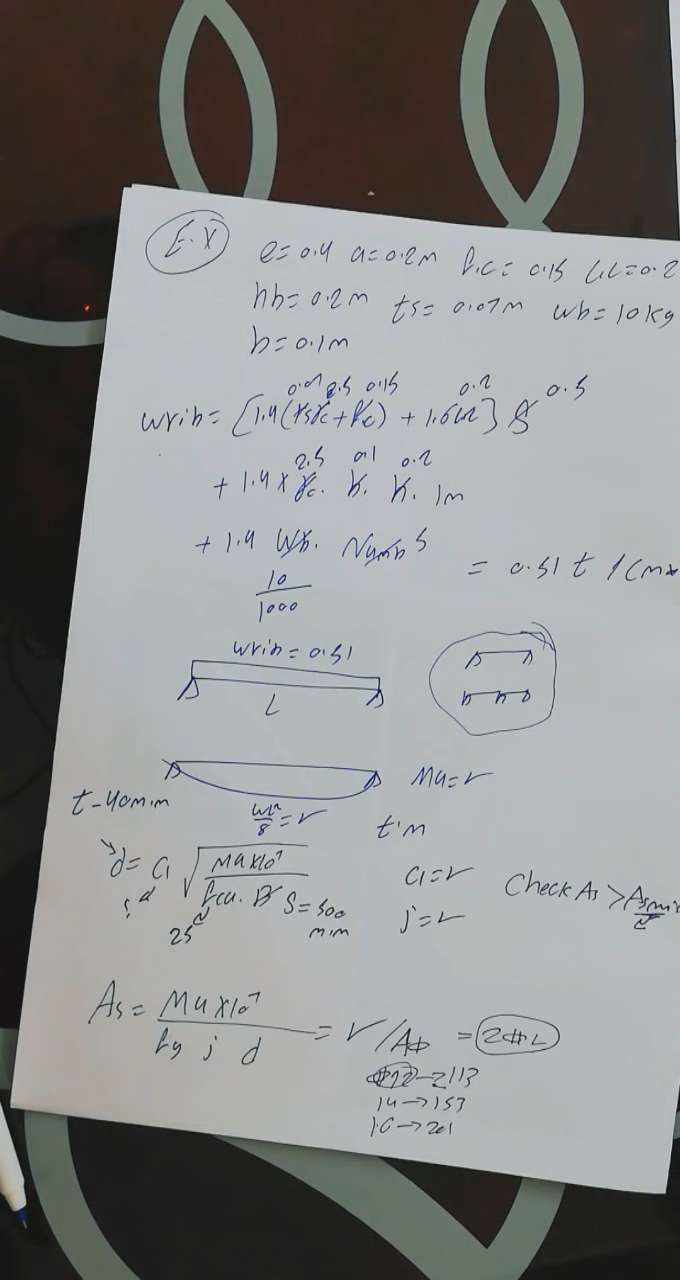 E.X
e=0.4 a=0.2m f.c=0.15 L.L=0.2
hb=0.2m ts=0.07m wb=10kg
b=0.1m
0.07 2.5 0.15 0.2 0.5
wrib=[1.4(ts γc+f.c)+1.6LL] S
2.5 0.1 0.2
+1.4× γc. b. h. 1m
+1.4 Wb. Numb 5
=0.51 t
10
1000
wrib=0.51
L
Mu=✓
t-40mm
wL²
8
=✓
t.m
d=C1 √ Mu×10⁷
fcu. B
S=500
mm
25
C1=✓
j=✓
Check As>Asmin
As= Mu×10⁷
fy j d
=✓/AΦ =2#
12→113
14→153
16→201